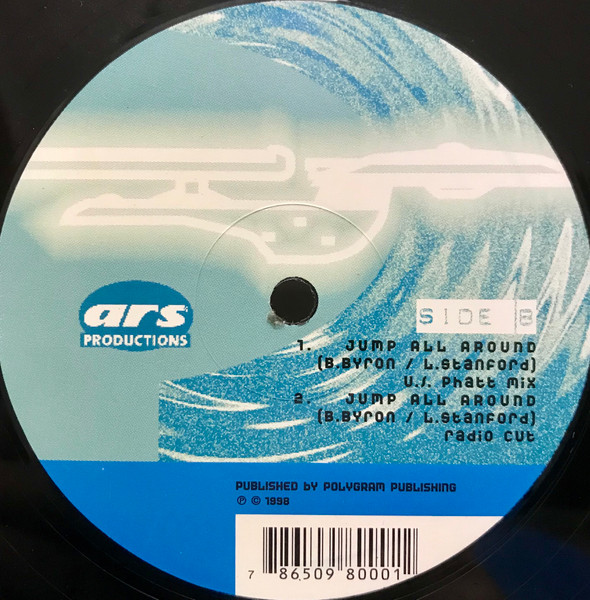 ars
PRODUCTIONS
SIDE B
1. JUMP ALL AROUND
(B.BYRON / L.STANFORD)
U.S. PHATT MIX
2. JUMP ALL AROUND
(B.BYRON / L.STANFORD)
RADIO CUT
PUBLISHED bY POLYGRAM PUBLISHING
℗ © 1998
7 86509 80001